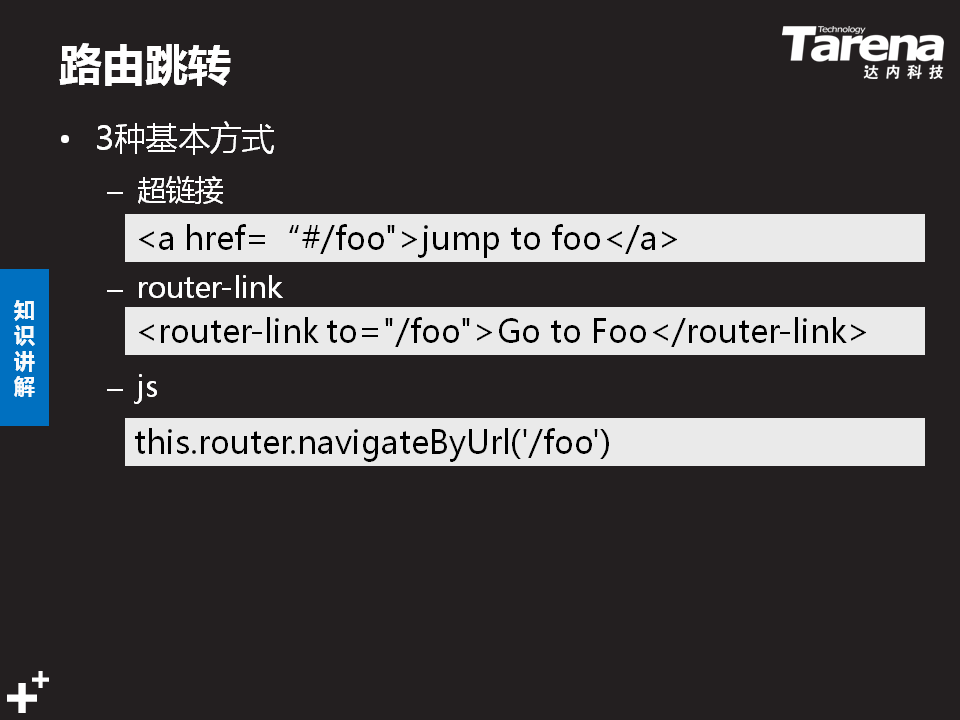 路由跳转
Technology
Tarena
达内科技
• 3种基本方式
– 超链接
<a href=“#/foo">jump to foo</a>
– router-link
<router-link to="/foo">Go to Foo</router-link>
– js
this.router.navigateByUrl('/foo')
知识讲解